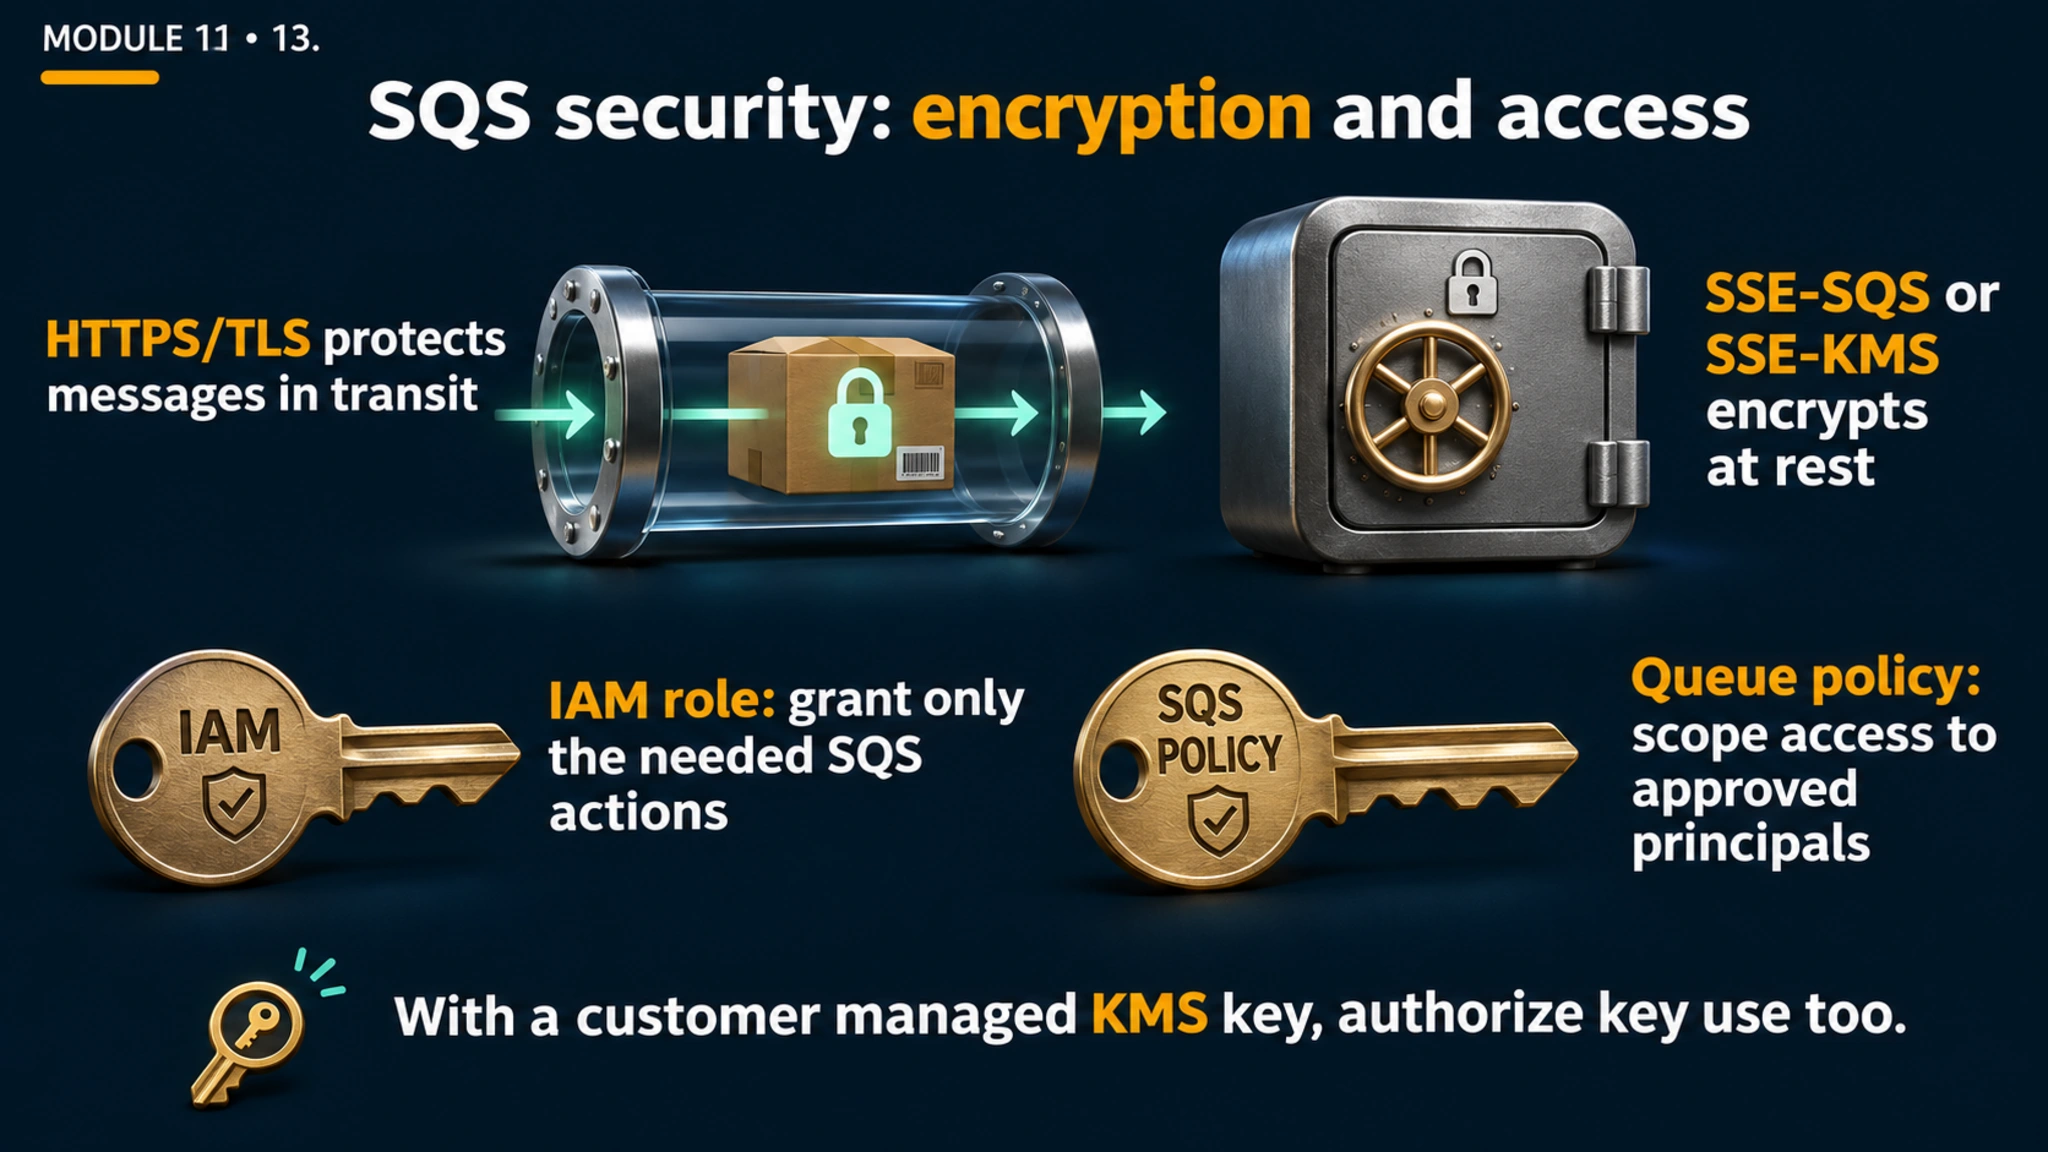 MODULE 11 • 13.
SQS security: encryption and access
HTTPS/TLS protects
messages in transit
SSE-SQS or
SSE-KMS
encrypts
at rest
IAM
IAM role: grant only
the needed SQS
actions
SQS
POLICY
Queue policy:
scope access to
approved
principals
With a customer managed KMS key, authorize key use too.